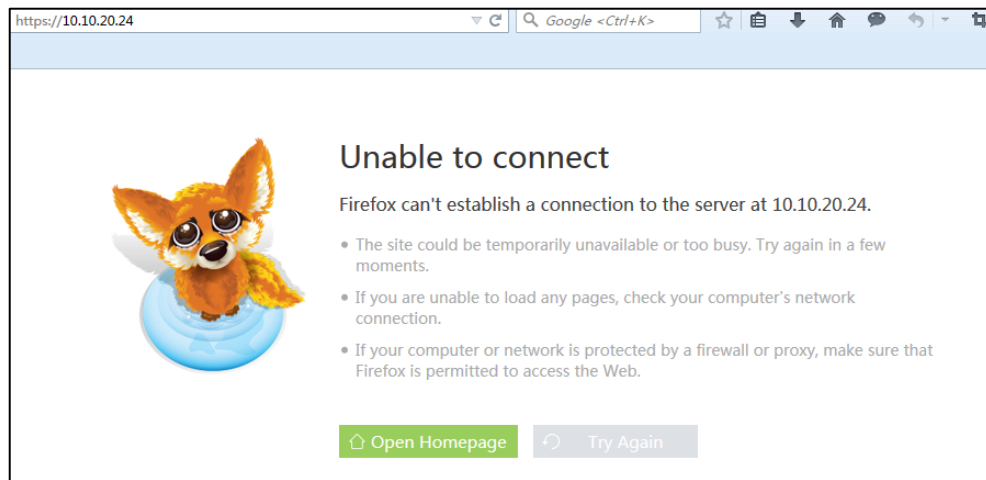 https://10.10.20.24
Google <Ctrl+K>
Unable to connect
Firefox can't establish a connection to the server at 10.10.20.24.
• The site could be temporarily unavailable or too busy. Try again in a few
moments.
• If you are unable to load any pages, check your computer's network
connection.
• If your computer or network is protected by a firewall or proxy, make sure that
Firefox is permitted to access the Web.
Open Homepage
Try Again